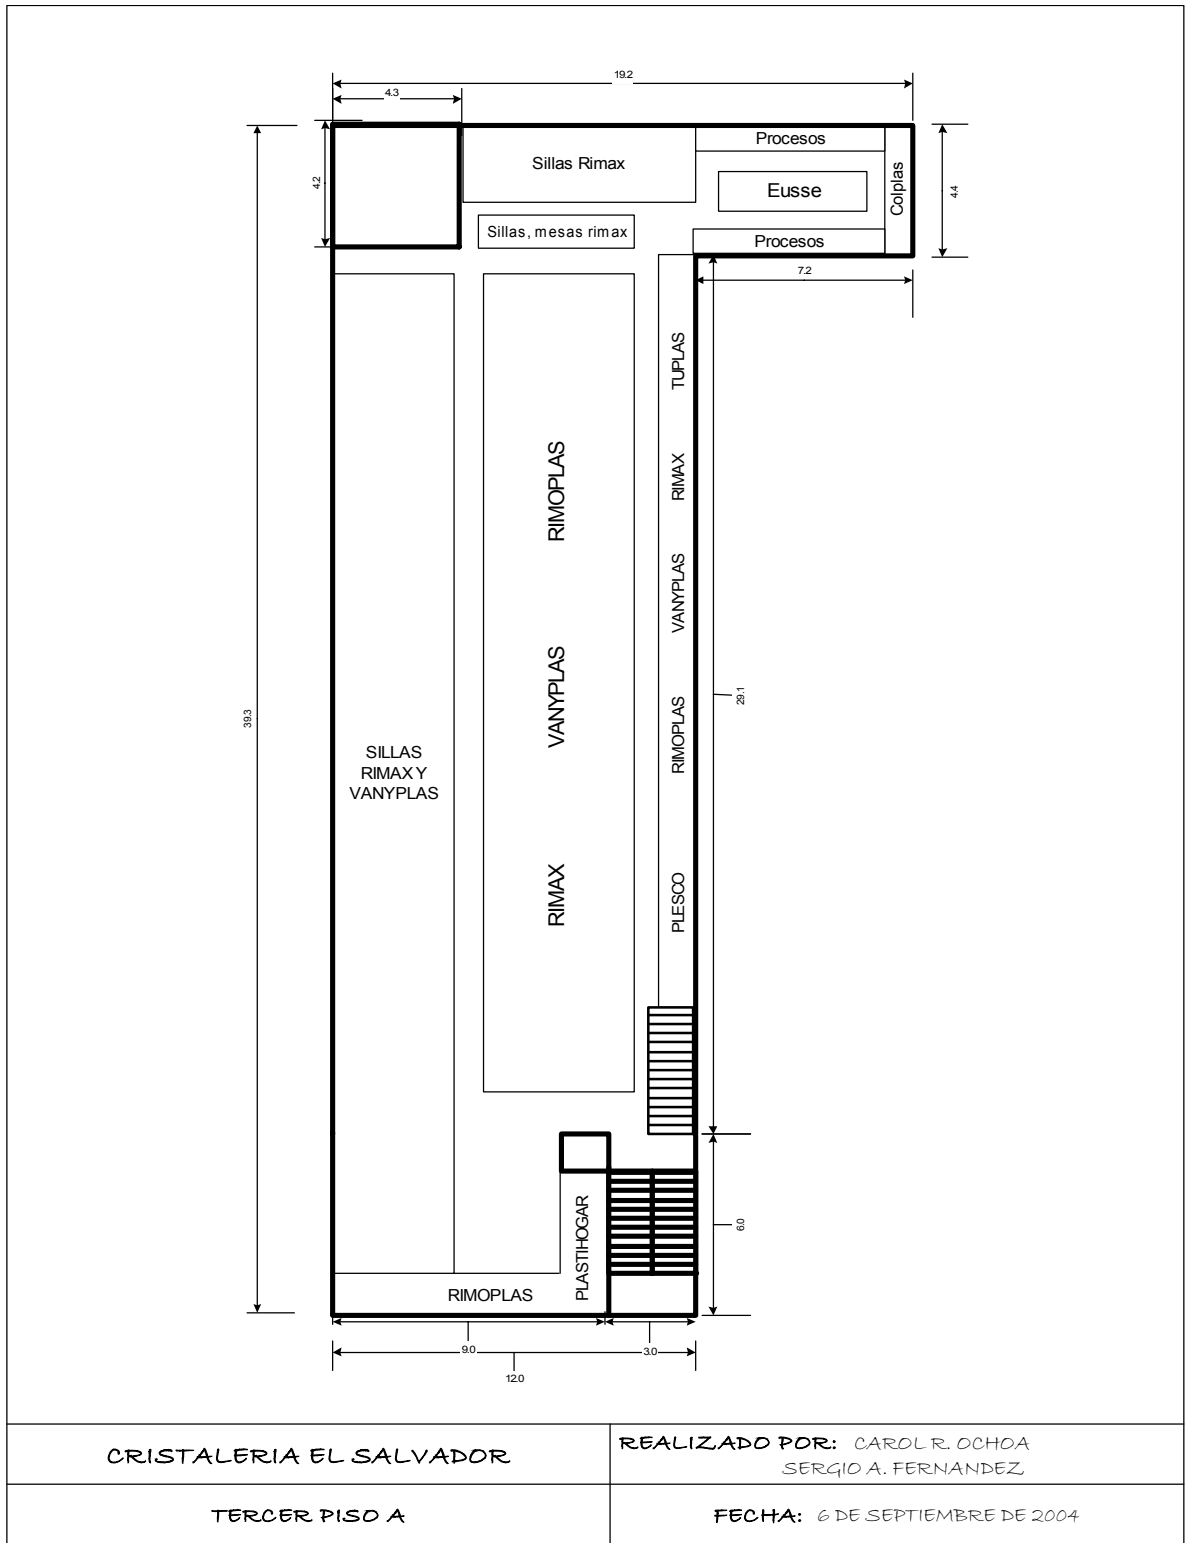 19.2
4.3
4.2
4.4
Procesos
Sillas Rimax
Eusse
Colplas
Sillas, mesas rimax
Procesos
7.2
TUPLAS
RIMAX
VANYPLAS
RIMOPLAS
PLESCO
RIMOPLAS
VANYPLAS
RIMAX
29.1
39.3
SILLAS
RIMAX Y
VANYPLAS
PLASTIHOGAR
6.0
RIMOPLAS
9.0
3.0
12.0
CRISTALERIA EL SALVADOR
REALIZADO POR: CAROL R. OCHOA
SERGIO A. FERNANDEZ
TERCER PISO A
FECHA: 6 DE SEPTIEMBRE DE 2004